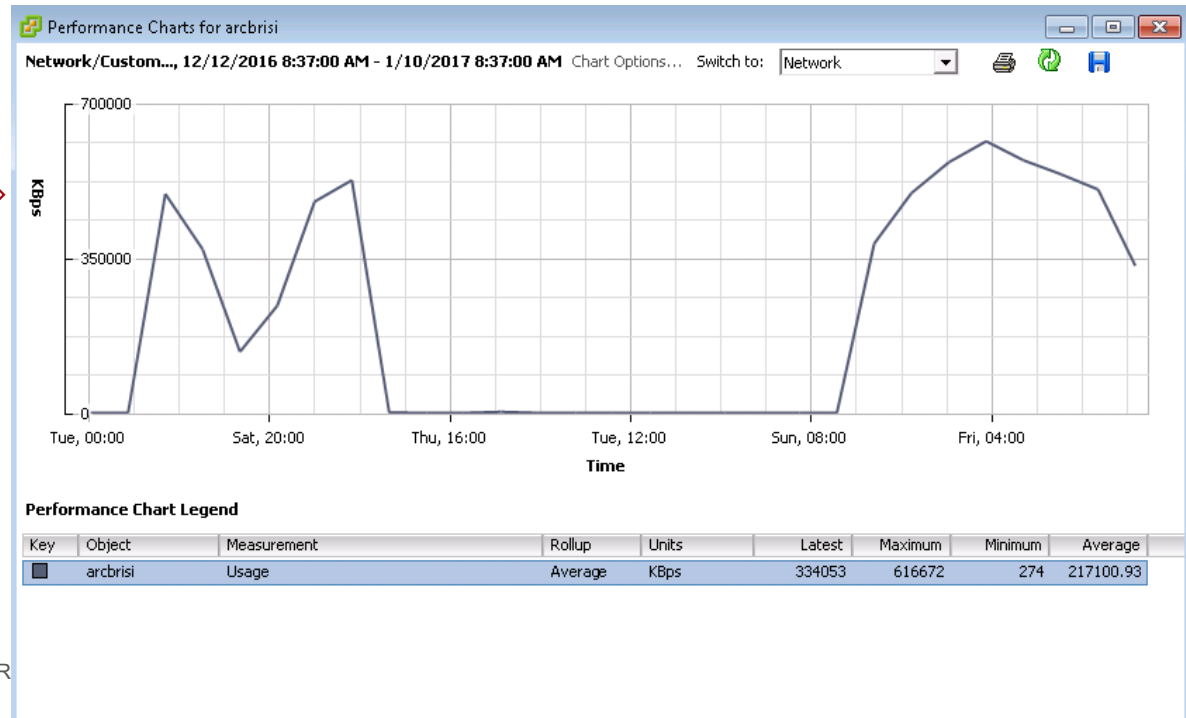 Performance Charts for arcbrisi
Network/Custom..., 12/12/2016 8:37:00 AM - 1/10/2017 8:37:00 AM Chart Options... Switch to: Network
700000
KBps
350000
0
Tue, 00:00 Sat, 20:00 Thu, 16:00 Tue, 12:00 Sun, 08:00 Fri, 04:00
Time
Performance Chart Legend
Key Object Measurement Rollup Units Latest Maximum Minimum Average
arcbrisi Usage Average KBps 334053 616672 274 217100.93
R